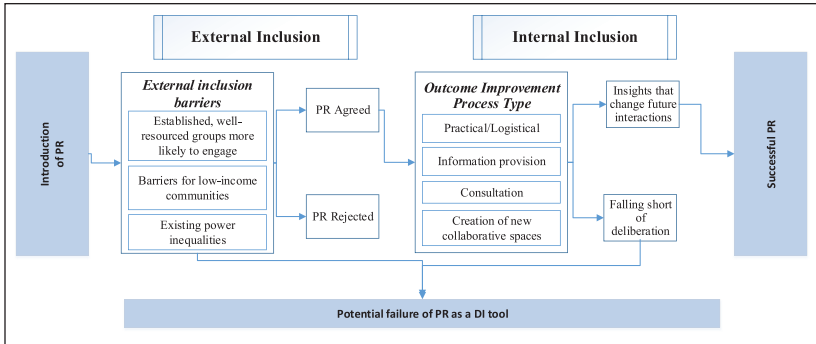 External Inclusion
Internal Inclusion
Introduction
of PR
External inclusion
barriers
Established, well-
resourced groups more
likely to engage
Barriers for low-income
communities
Existing power
inequalities
PR Agreed
PR Rejected
Outcome Improvement
Process Type
Practical/Logistical
Information provision
Consultation
Creation of new
collaborative spaces
Insights that
change future
interactions
Falling short
of
deliberation
Successful PR
Potential failure of PR as a DI tool